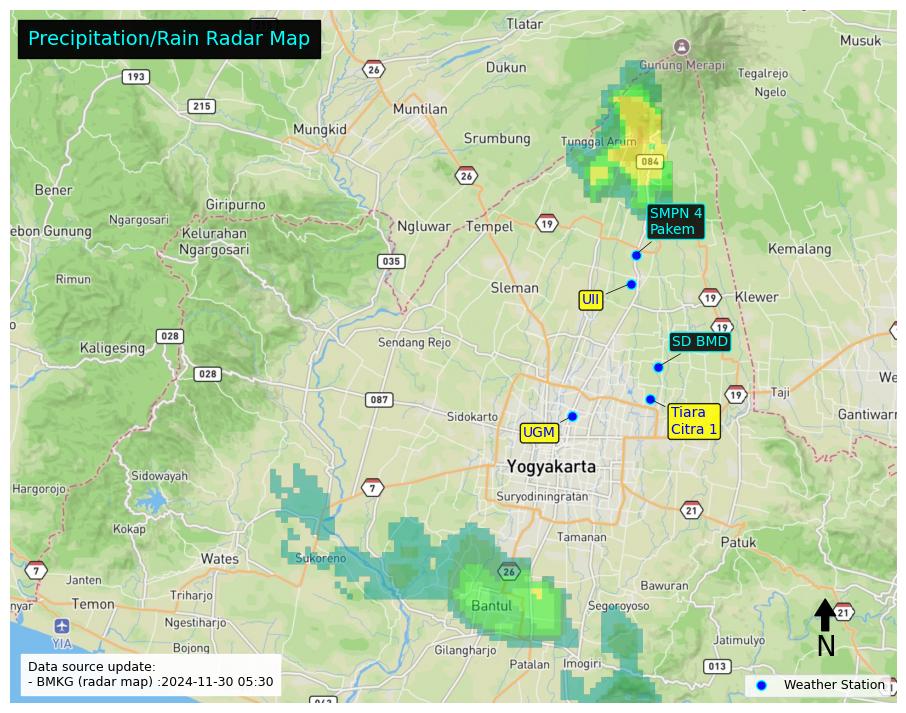 Precipitation/Rain Radar Map
Tlatar
Musuk
26
193
Dukun
Gunung Merapi
Tegalrejo
Ngelo
215
Muntilan
Mungkid
Srumbung
Tunggal Arum
084
26
Bener
Giripurno
SMPN 4
Pakem
Ngargosari
ebon Gunung
Kelurahan
Ngargosari
Ngluwar
Tempel
19
Kemalang
035
Rimun
Sleman
UII
19
Klewer
19
028
Kaligesing
Sendang Rejo
SD BMD
028
087
19
Taji
We
Sidokarto
Tiara
Citra 1
Gantiwarn
UGM
Yogyakarta
Sidowayah
Hargorojo
7
Suryodiningratan
21
Kokap
Tamanan
Patuk
Wates
Sukoreno
7
26
Janten
Bawuran
Triharjo
nyar
Temon
Bantul
Segoroyoso
21
Ngestiharjo
YIA
Jatimulyo
N
Bojong
Gilangharjo
Patalan
Imogiri
013
Data source update:
- BMKG (radar map) :2024-11-30 05:30
Weather Station